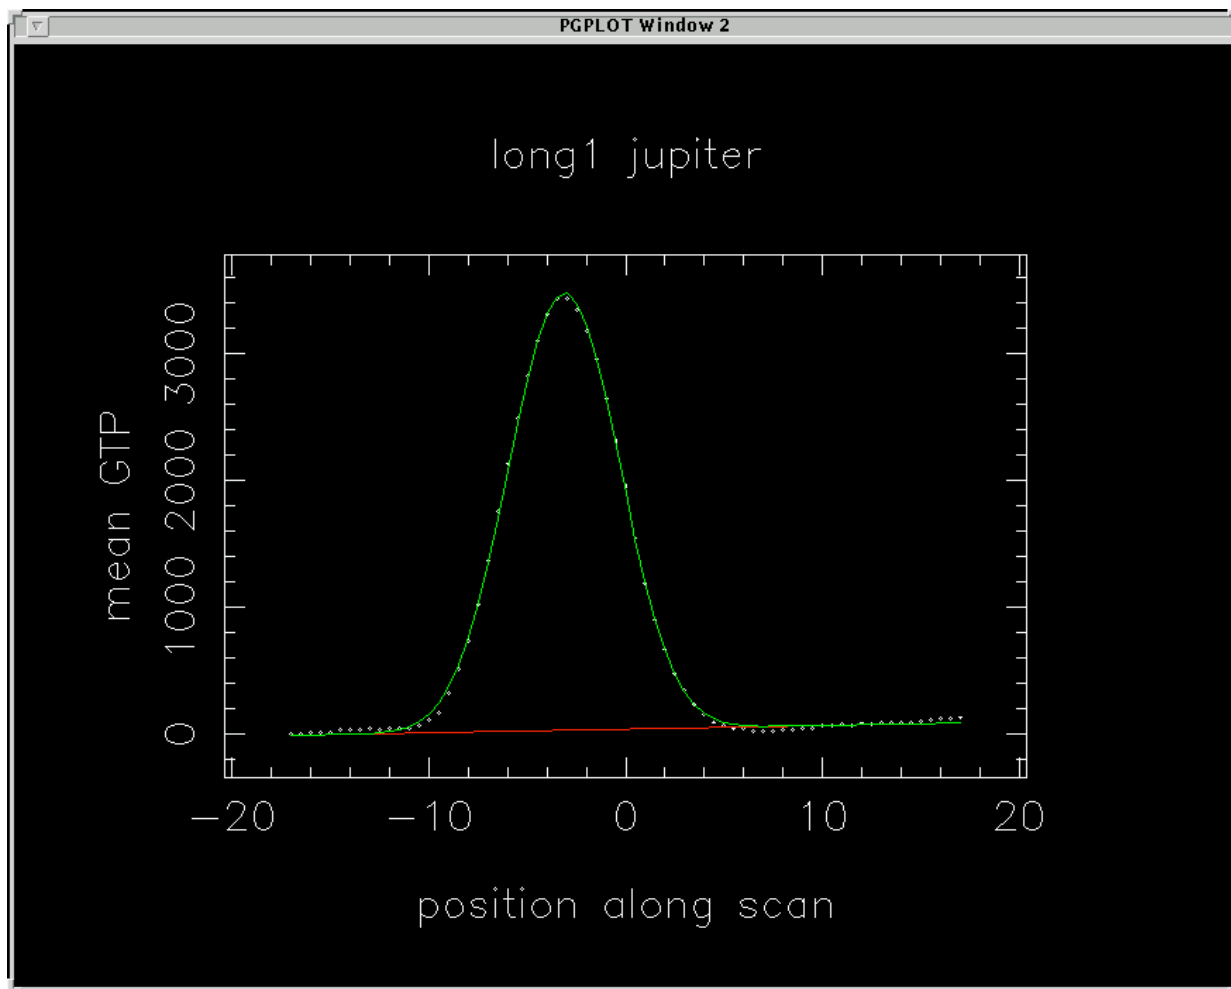 PGPLOT Window 2
long1 jupiter
mean GTP
0 1000 2000 3000
−20 −10 0 10 20
position along scan